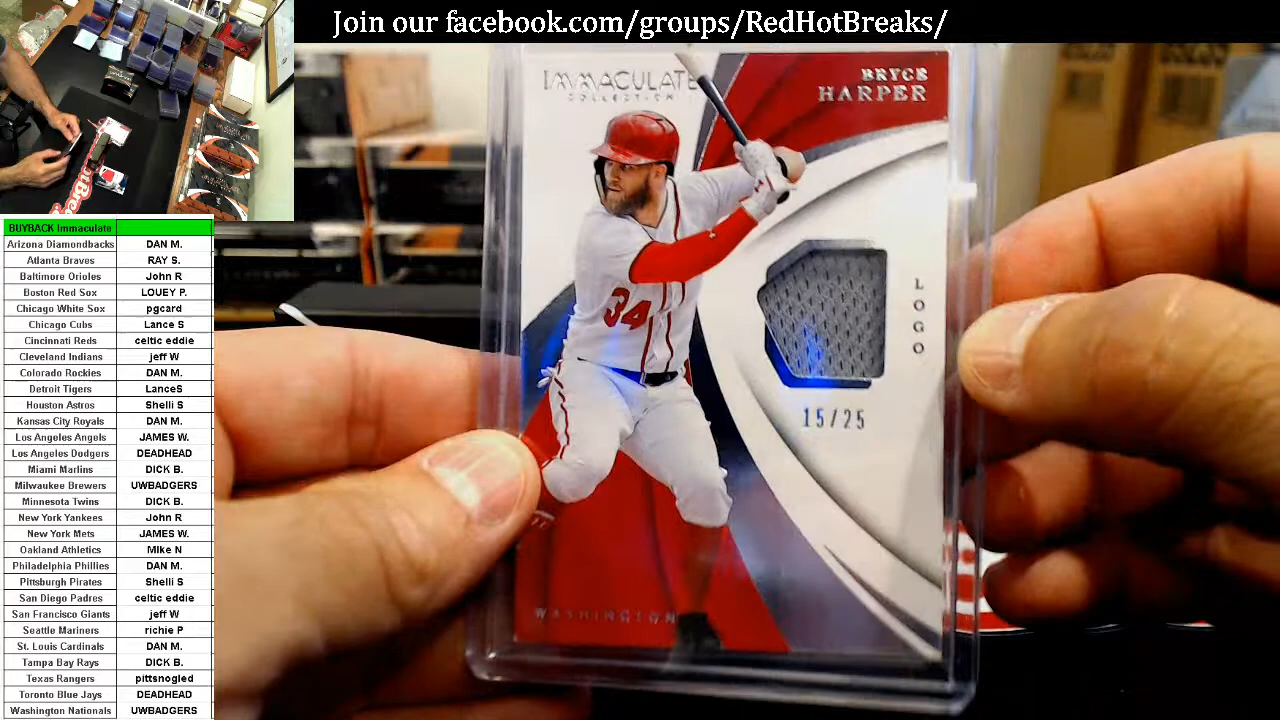 Join our facebook.com/groups/RedHotBreaks/
IMMACULATE
COLLECTION
BRYCE
HARPER
34
LOGO
15/25
WASHINGTON
BUYBACK Immaculate
Arizona Diamondbacks DAN M.
Atlanta Braves RAY S.
Baltimore Orioles John R
Boston Red Sox LOUEY P.
Chicago White Sox pgcard
Chicago Cubs Lance S
Cincinnati Reds celtic eddie
Cleveland Indians jeff W
Colorado Rockies DAN M.
Detroit Tigers LanceS
Houston Astros Shelli S
Kansas City Royals DAN M.
Los Angeles Angels JAMES W.
Los Angeles Dodgers DEADHEAD
Miami Marlins DICK B.
Milwaukee Brewers UWBADGERS
Minnesota Twins DICK B.
New York Yankees John R
New York Mets JAMES W.
Oakland Athletics Mike N
Philadelphia Phillies DAN M.
Pittsburgh Pirates Shelli S
San Diego Padres celtic eddie
San Francisco Giants jeff W
Seattle Mariners richie P
St. Louis Cardinals DAN M.
Tampa Bay Rays DICK B.
Texas Rangers pittsnogled
Toronto Blue Jays DEADHEAD
Washington Nationals UWBADGERS